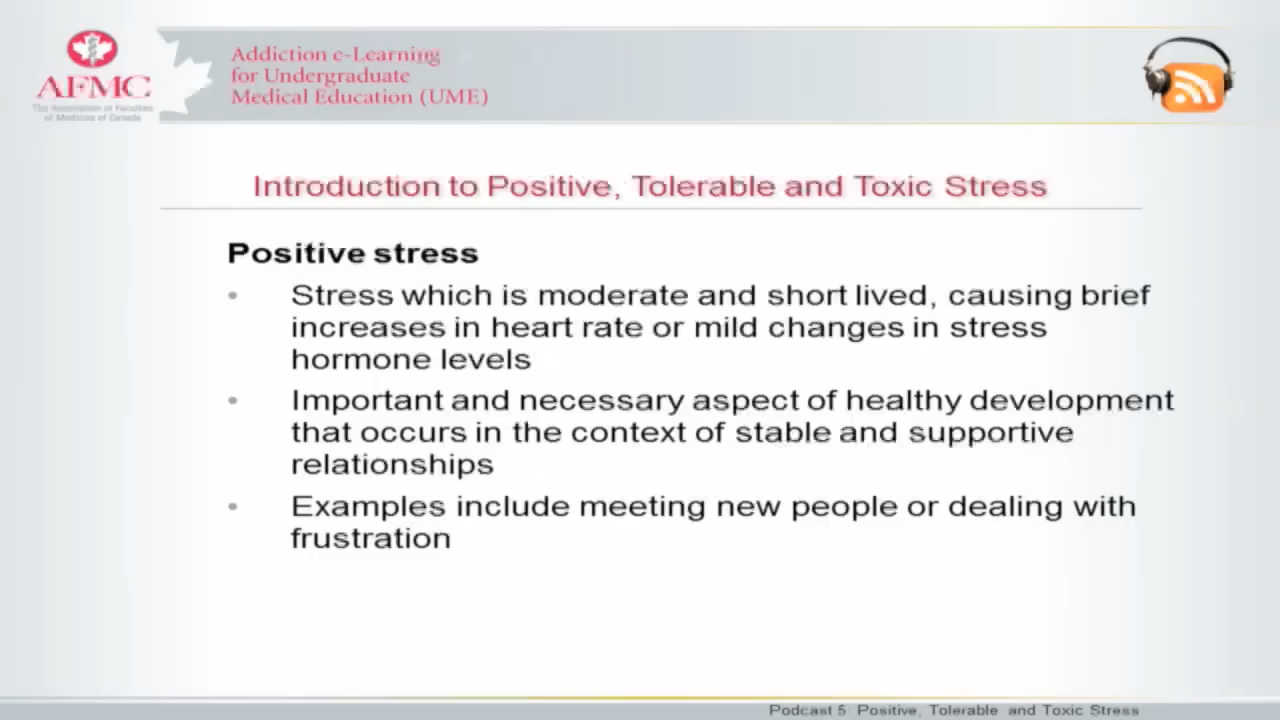 AFMC
The Association of Faculties
of Medicine of Canada
Addiction e-Learning
for Undergraduate
Medical Education (UME)
Introduction to Positive, Tolerable and Toxic Stress
Positive stress
• Stress which is moderate and short lived, causing brief
increases in heart rate or mild changes in stress
hormone levels
• Important and necessary aspect of healthy development
that occurs in the context of stable and supportive
relationships
• Examples include meeting new people or dealing with
frustration
Podcast 5: Positive, Tolerable and Toxic Stress